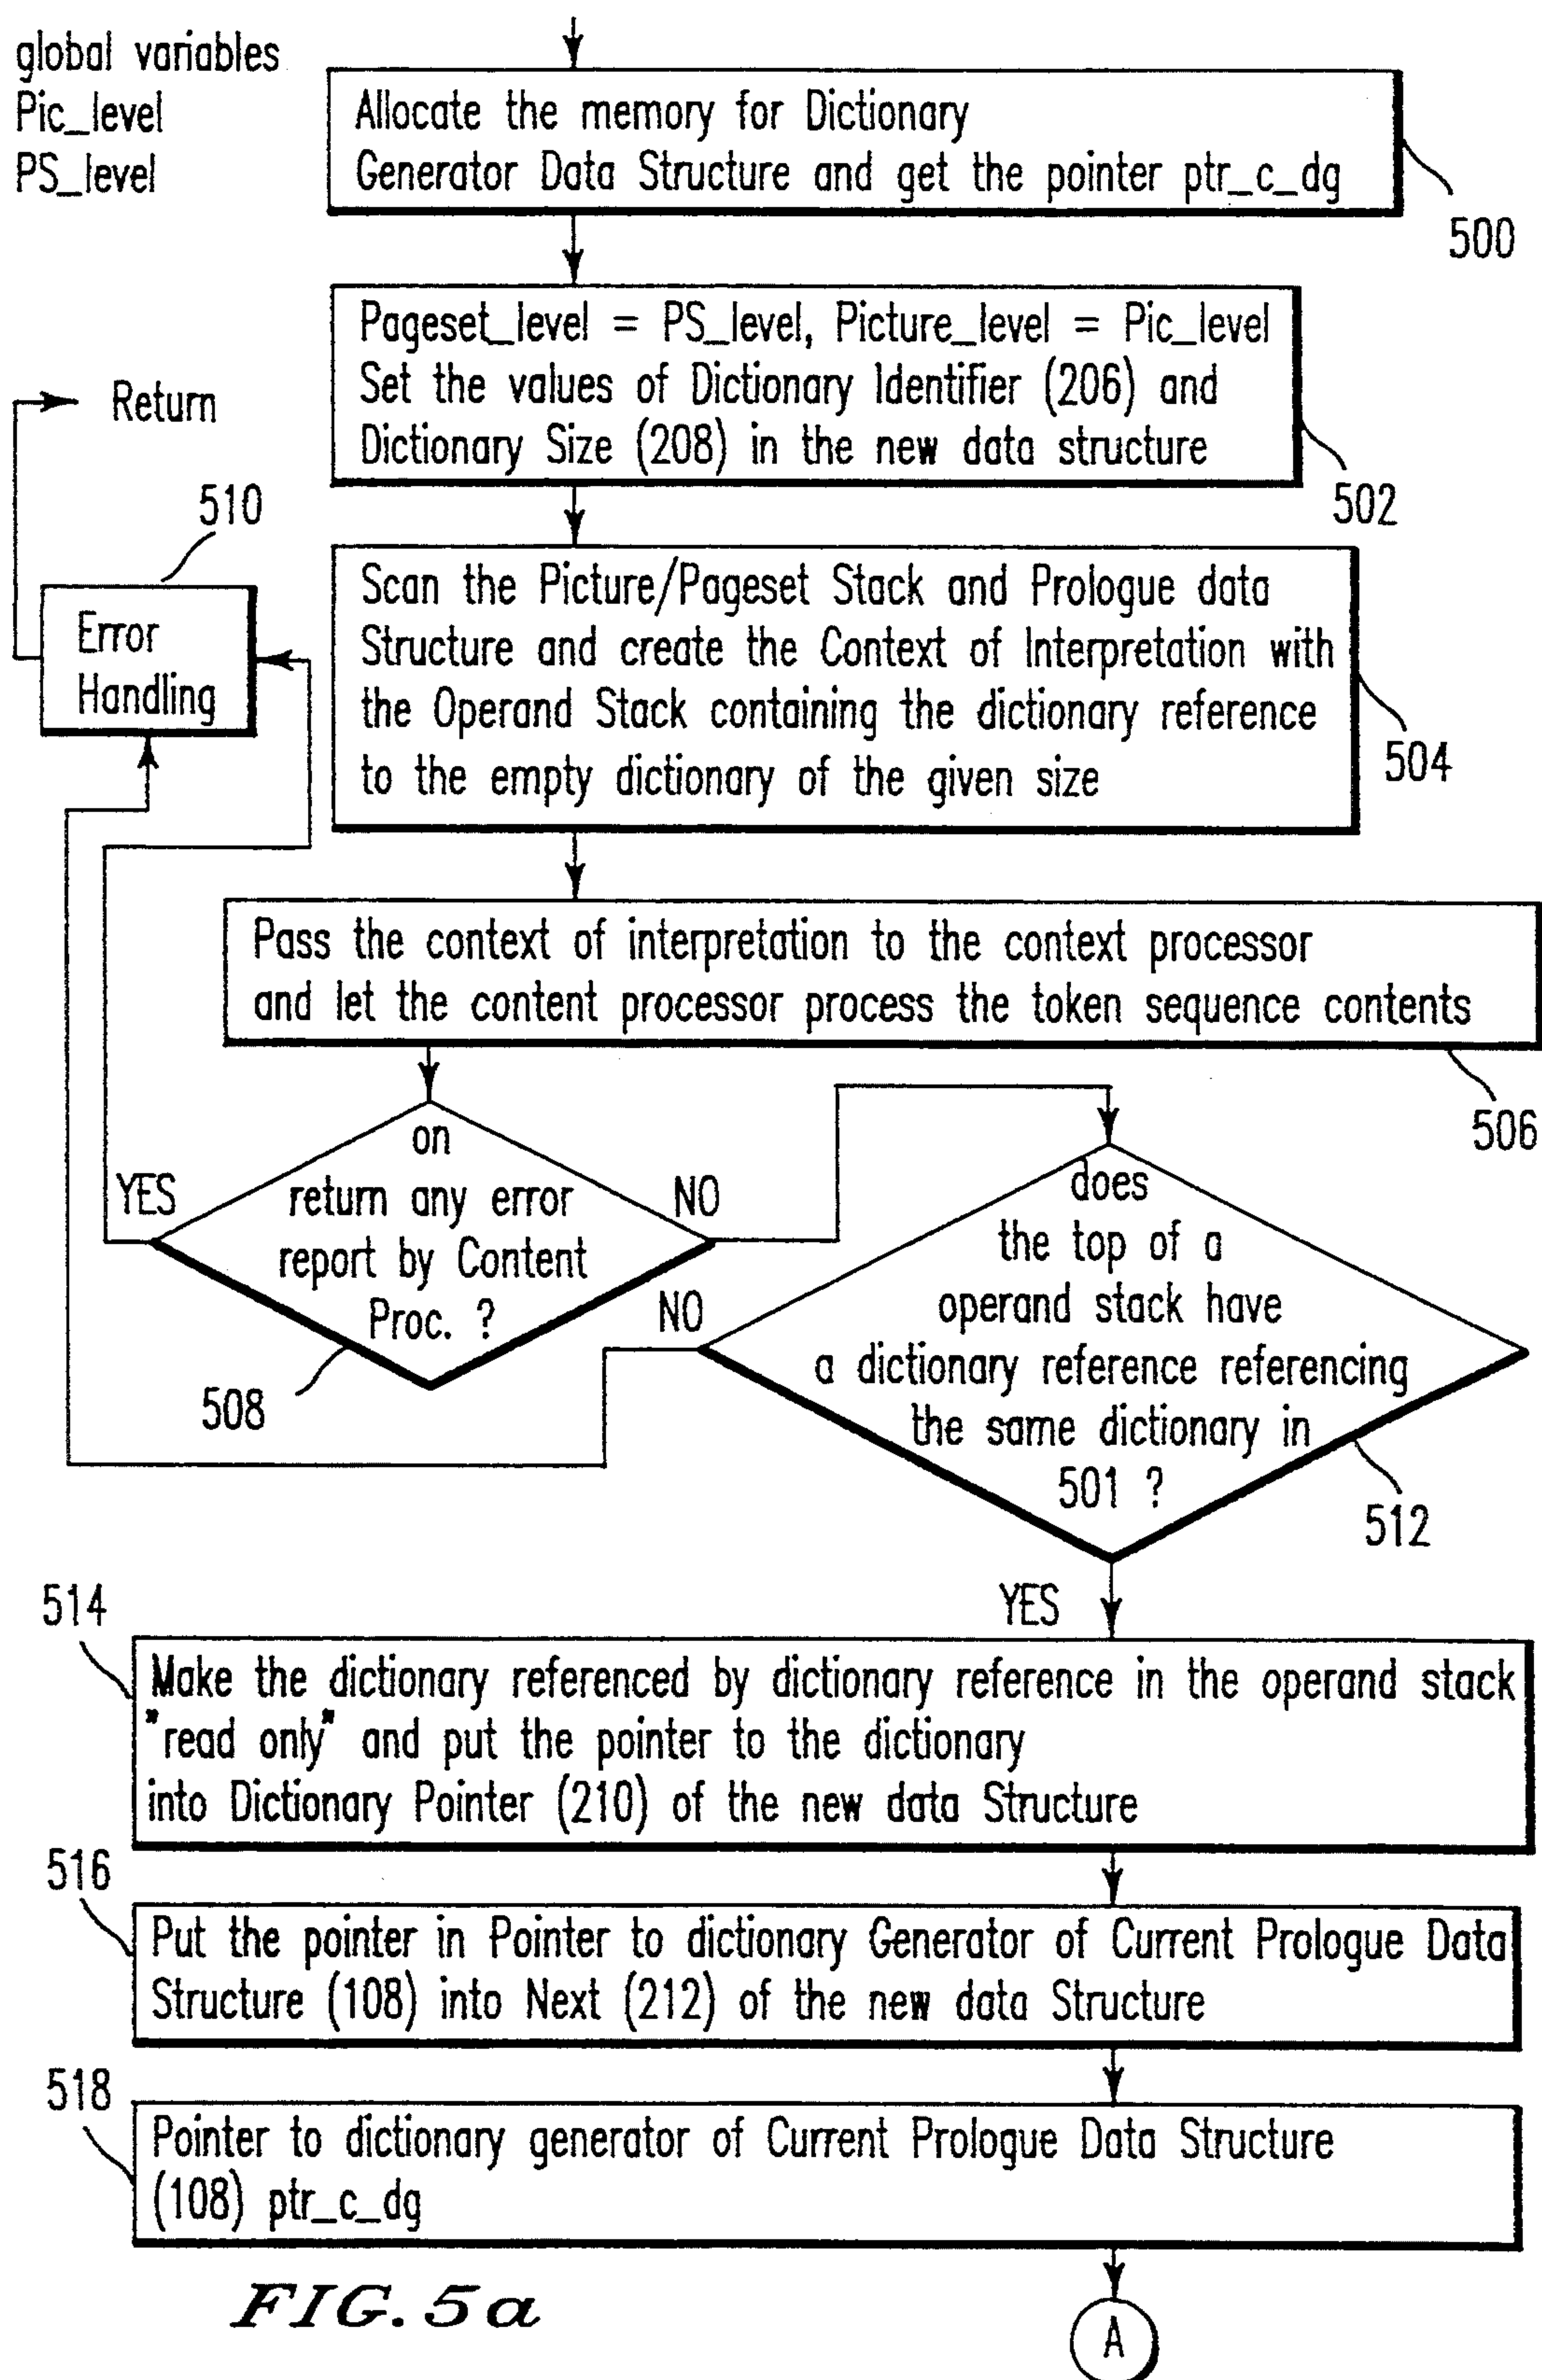 global variables
Pic_level
PS_level
Allocate the memory for Dictionary
Generator Data Structure and get the pointer ptr_c_dg
500
Pageset_level = PS_level, Picture_level = Pic_level
Set the values of Dictionary Identifier (206) and
Dictionary Size (208) in the new data structure
502
Return
510
Error
Handling
Scan the Picture/Pageset Stack and Prologue data
Structure and create the Context of Interpretation with
the Operand Stack containing the dictionary reference
to the empty dictionary of the given size
504
Pass the context of interpretation to the context processor
and let the content processor process the token sequence contents
506
on
return any error
report by Content
Proc. ?
YES
NO
508
does
the top of a
operand stack have
a dictionary reference referencing
the same dictionary in
501 ?
NO
512
YES
514
Make the dictionary referenced by dictionary reference in the operand stack
"read only" and put the pointer to the dictionary
into Dictionary Pointer (210) of the new data Structure
516
Put the pointer in Pointer to dictionary Generator of Current Prologue Data
Structure (108) into Next (212) of the new data Structure
518
Pointer to dictionary generator of Current Prologue Data Structure
(108) ptr_c_dg
FIG. 5a
A